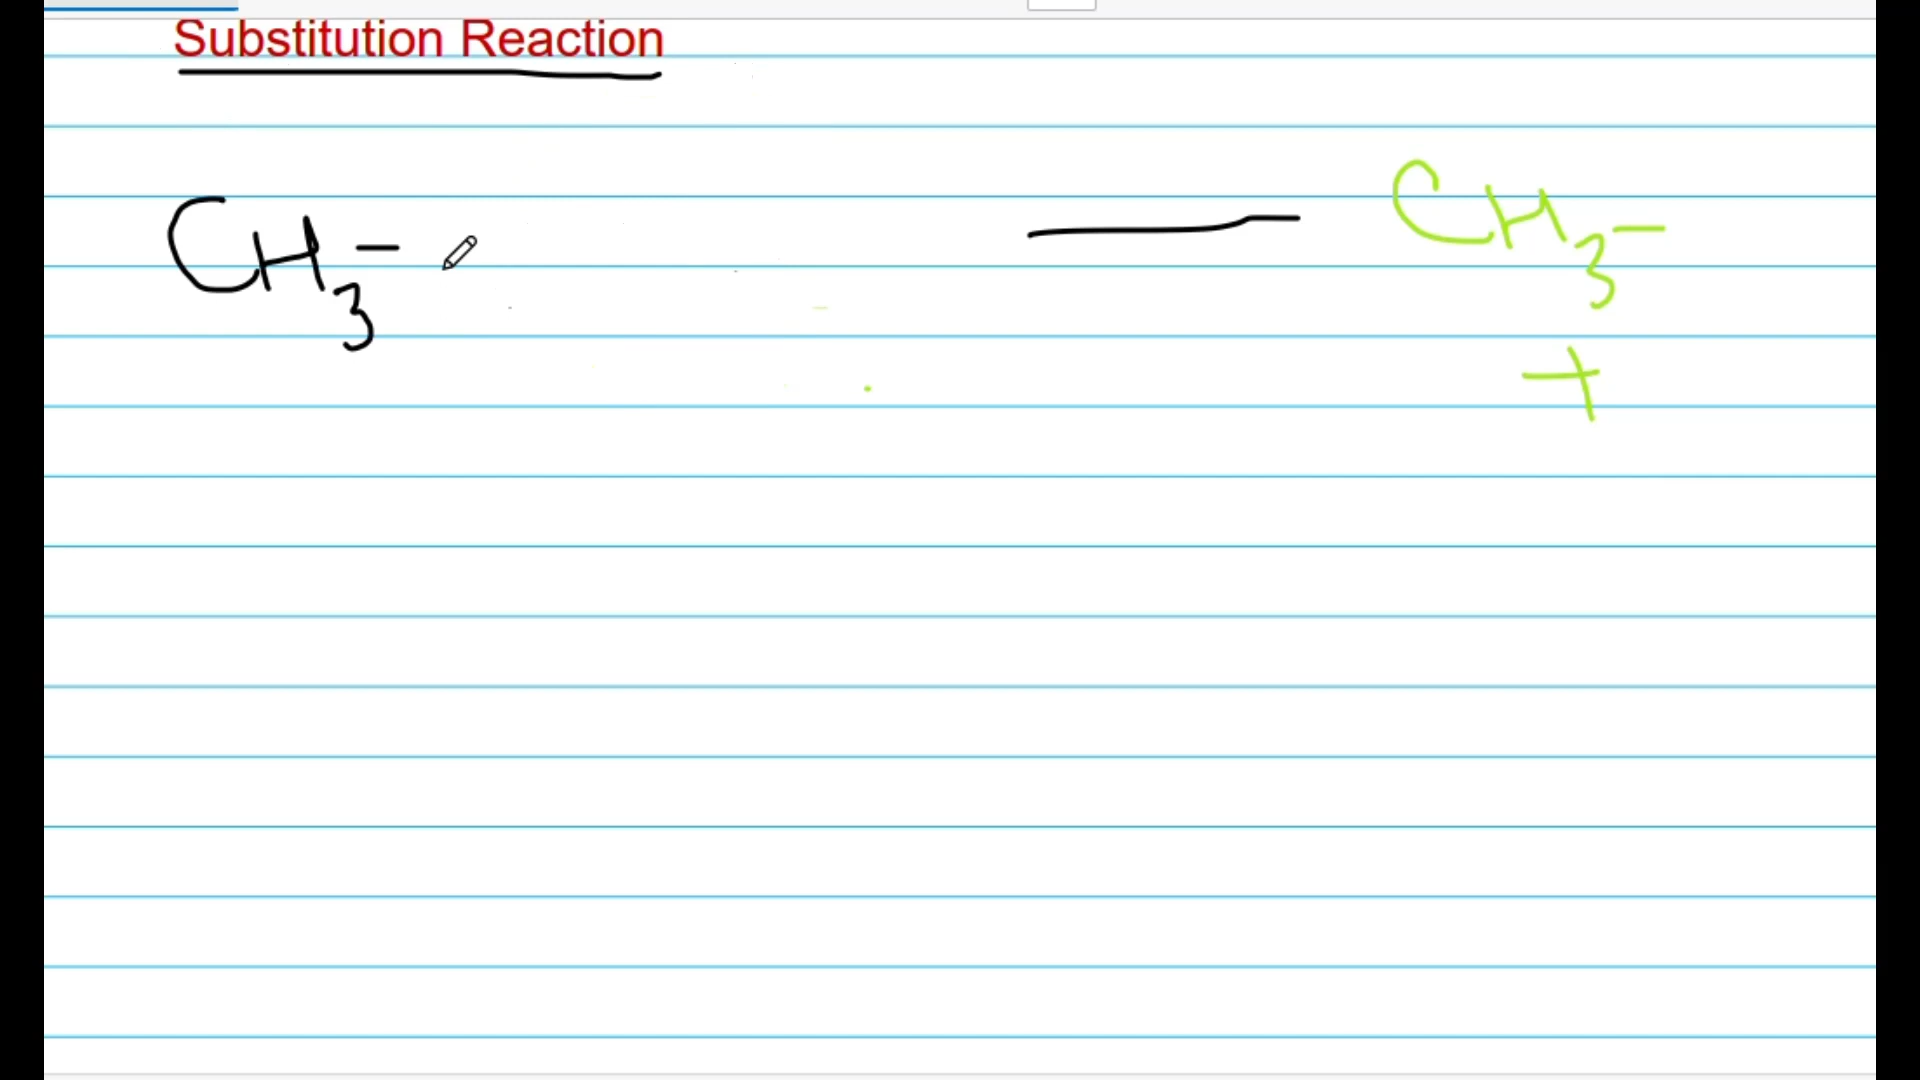 Substitution Reaction
CH3 – — CH3 –
+